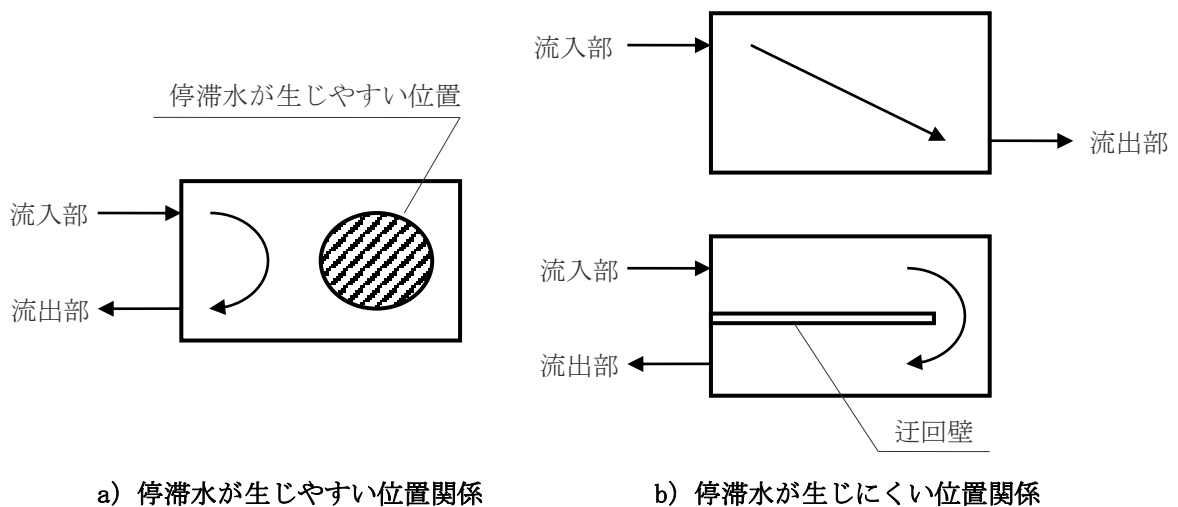 停滞水が生じやすい位置
流入部
流出部
a) 停滞水が生じやすい位置関係
流入部
流出部
流入部
流出部
迂回壁
b) 停滞水が生じにくい位置関係